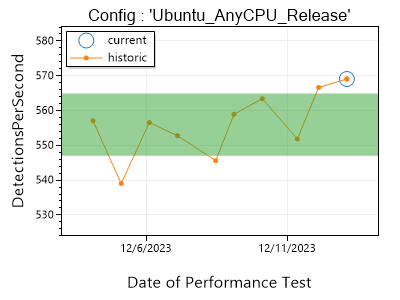 Config : 'Ubuntu_AnyCPU_Release'
current
historic
DetectionsPerSecond
580
570
560
550
540
530
12/6/2023
12/11/2023
Date of Performance Test